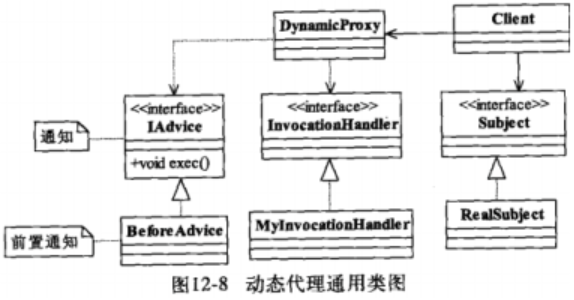 DynamicProxy
Client
<<interface>>
IAdvice
+void exec()
<<interface>>
InvocationHandler
<<interface>>
Subject
通知
前置通知
BeforeAdvice
MyInvocationHandler
RealSubject
图12-8 动态代理通用类图